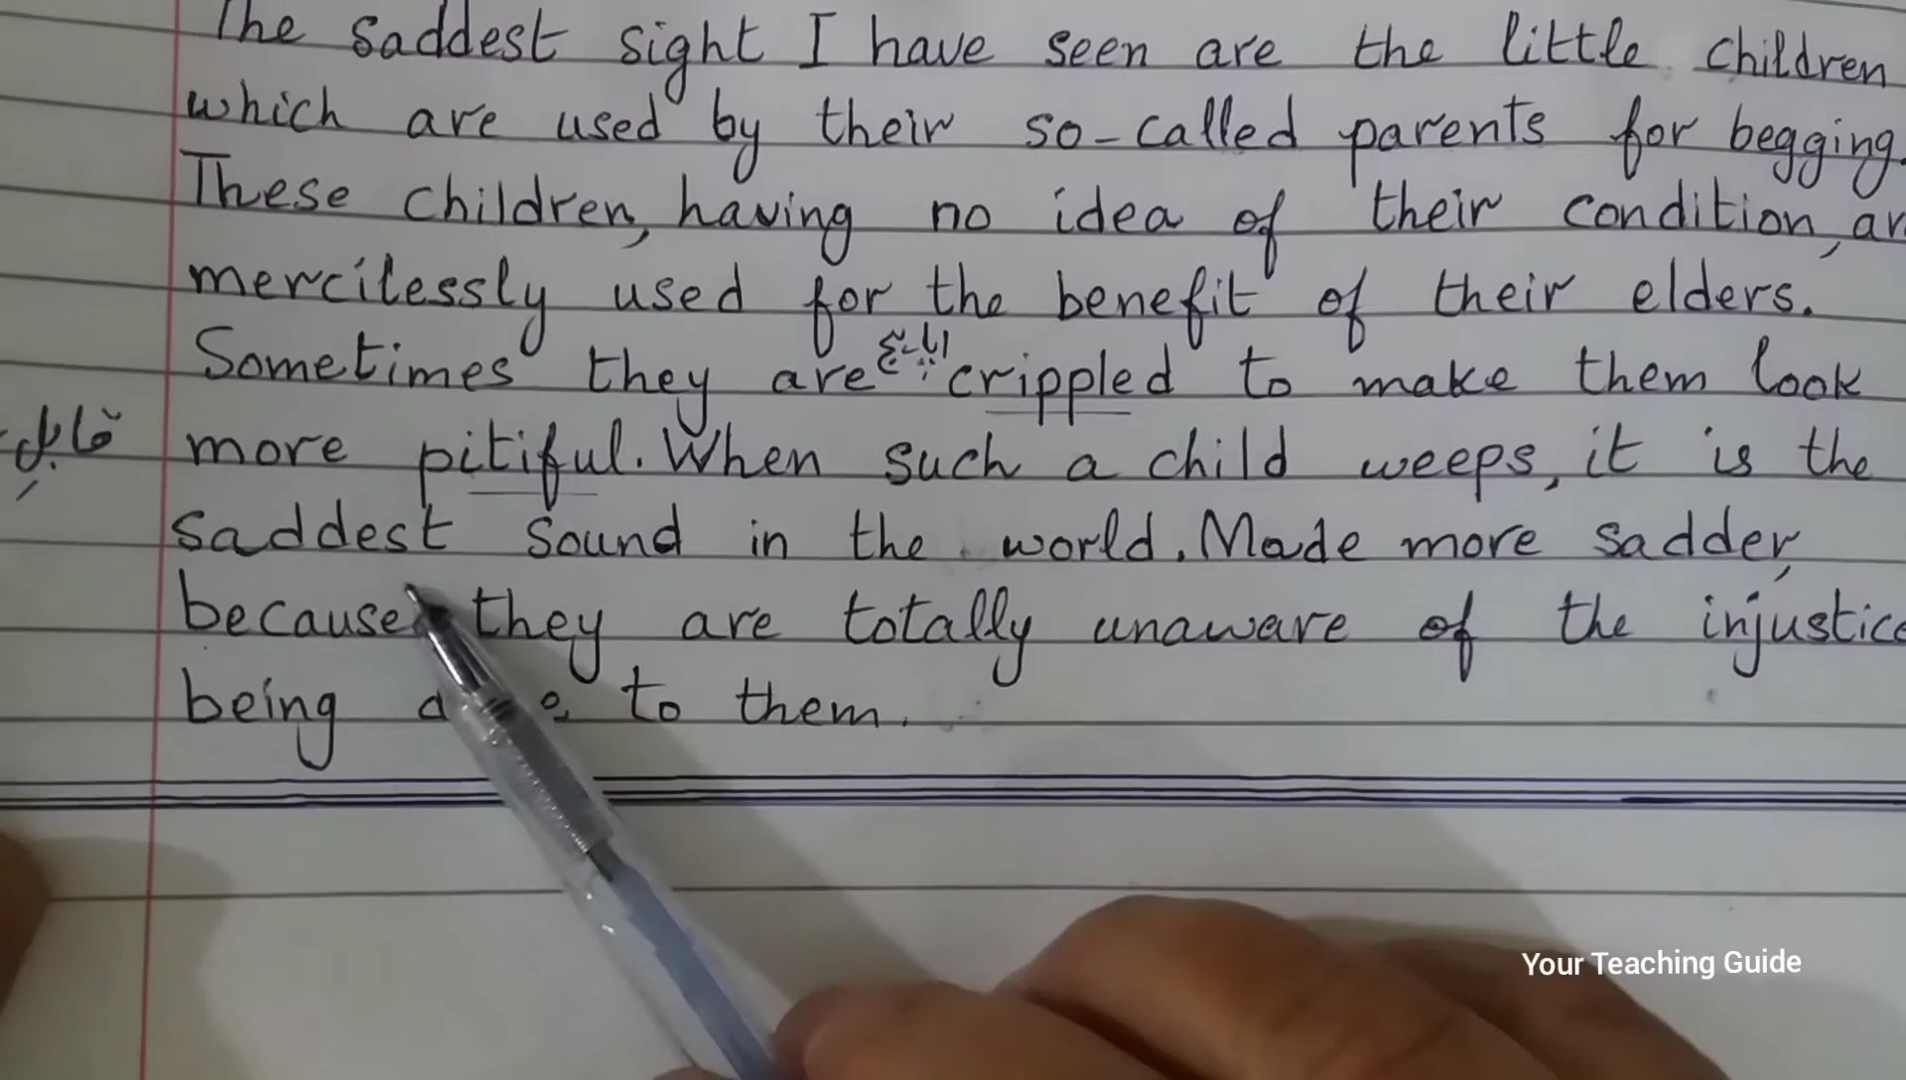 The saddest sight I have seen are the little children
which are used by their so-called parents for begging.
These children, having no idea of their condition, ar
mercilessly used for the benefit of their elders.
اپاہج
Sometimes they are crippled to make them look
قابل
more pitiful. When such a child weeps, it is the
saddest sound in the world. Made more sadder,
because they are totally unaware of the injustice
being to them.
Your Teaching Guide